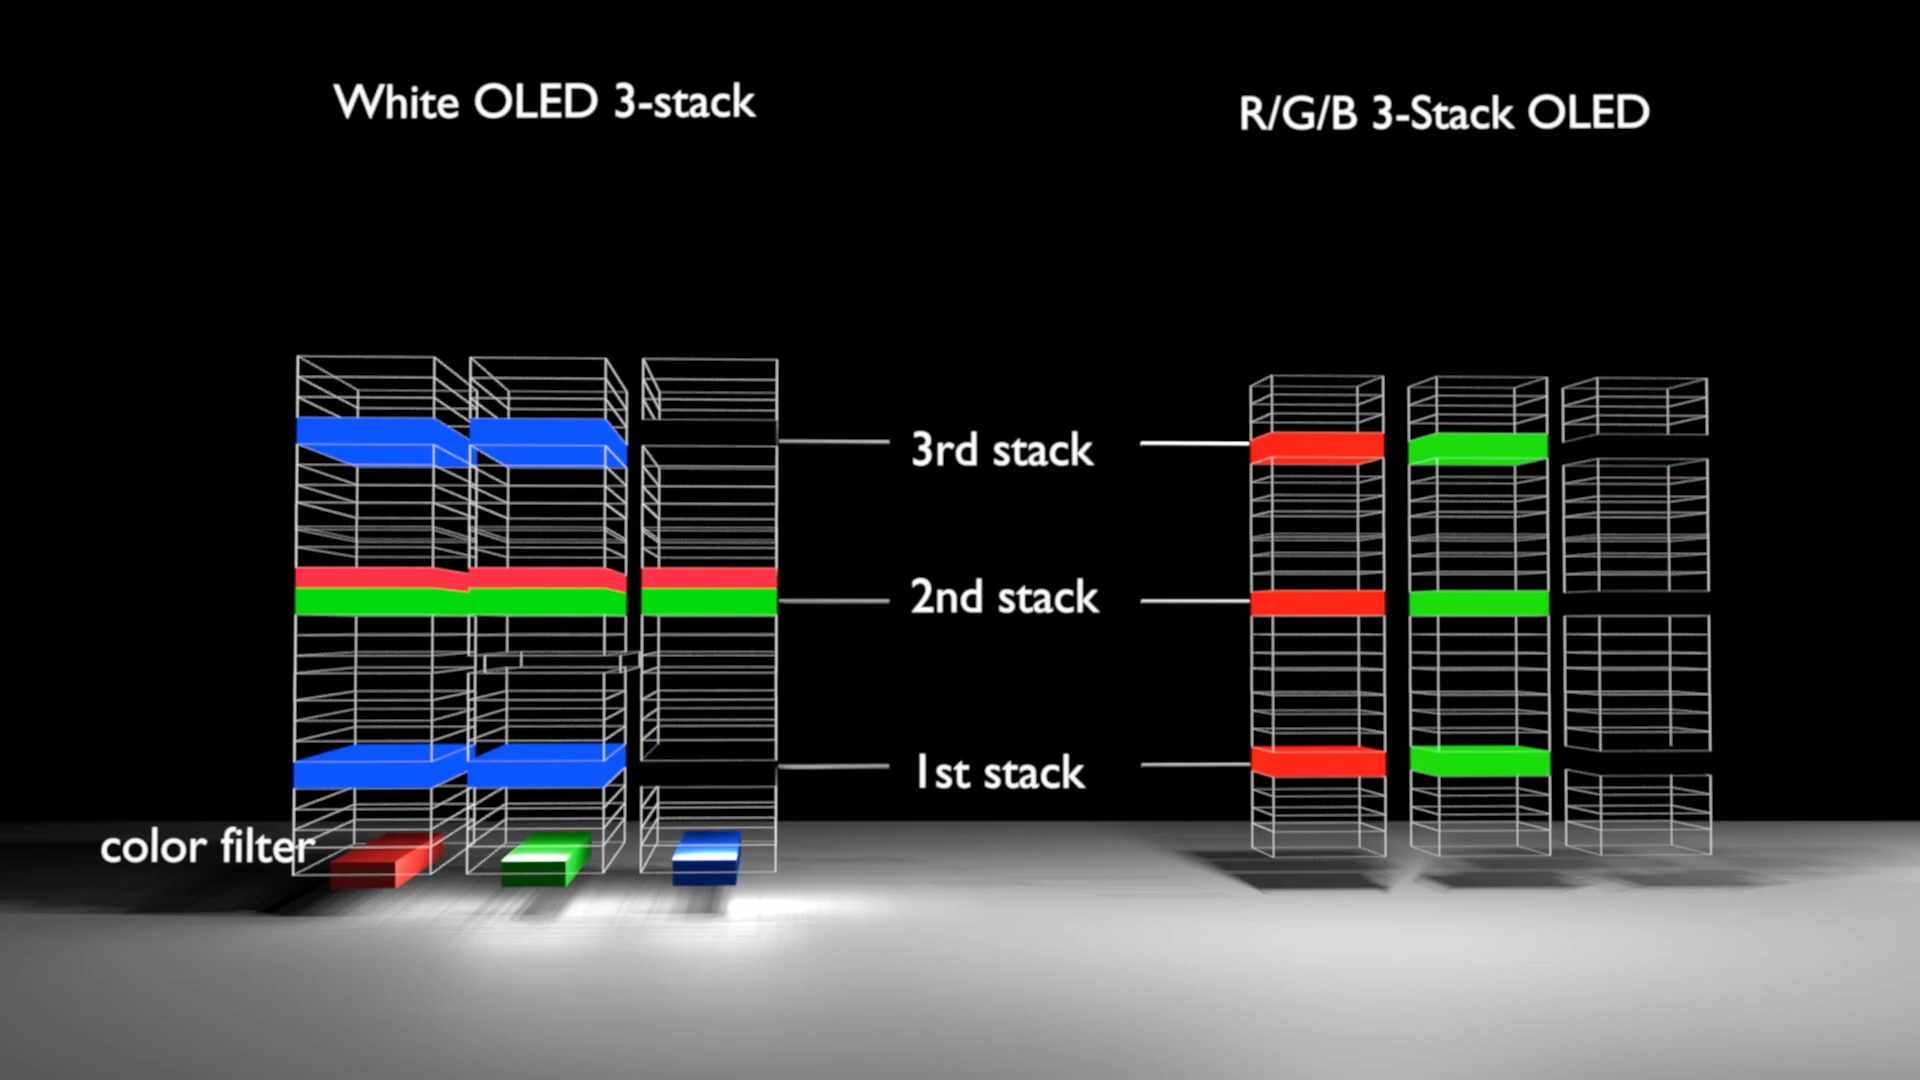 White OLED 3-stack
R/G/B 3-Stack OLED
3rd stack
2nd stack
1st stack
color filter